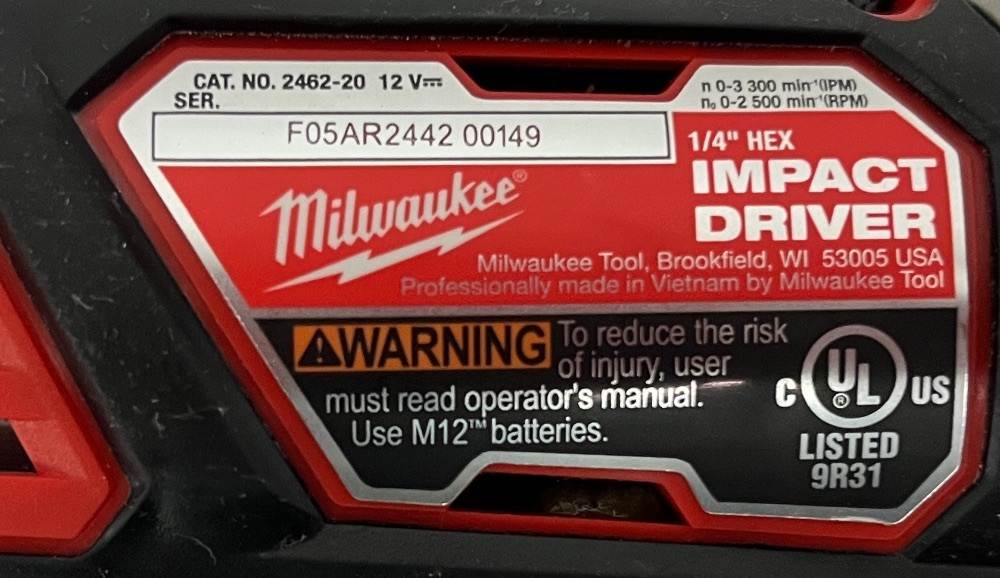 CAT. NO. 2462-20 12 V⎓
SER.
F05AR2442 00149
n 0-3 300 min⁻¹(IPM)
n₀ 0-2 500 min⁻¹(RPM)
1/4" HEX
IMPACT
DRIVER
Milwaukee®
Milwaukee Tool, Brookfield, WI 53005 USA
Professionally made in Vietnam by Milwaukee Tool
⚠WARNING To reduce the risk
of injury, user
must read operator's manual.
Use M12™ batteries.
C UL® US
LISTED
9R31